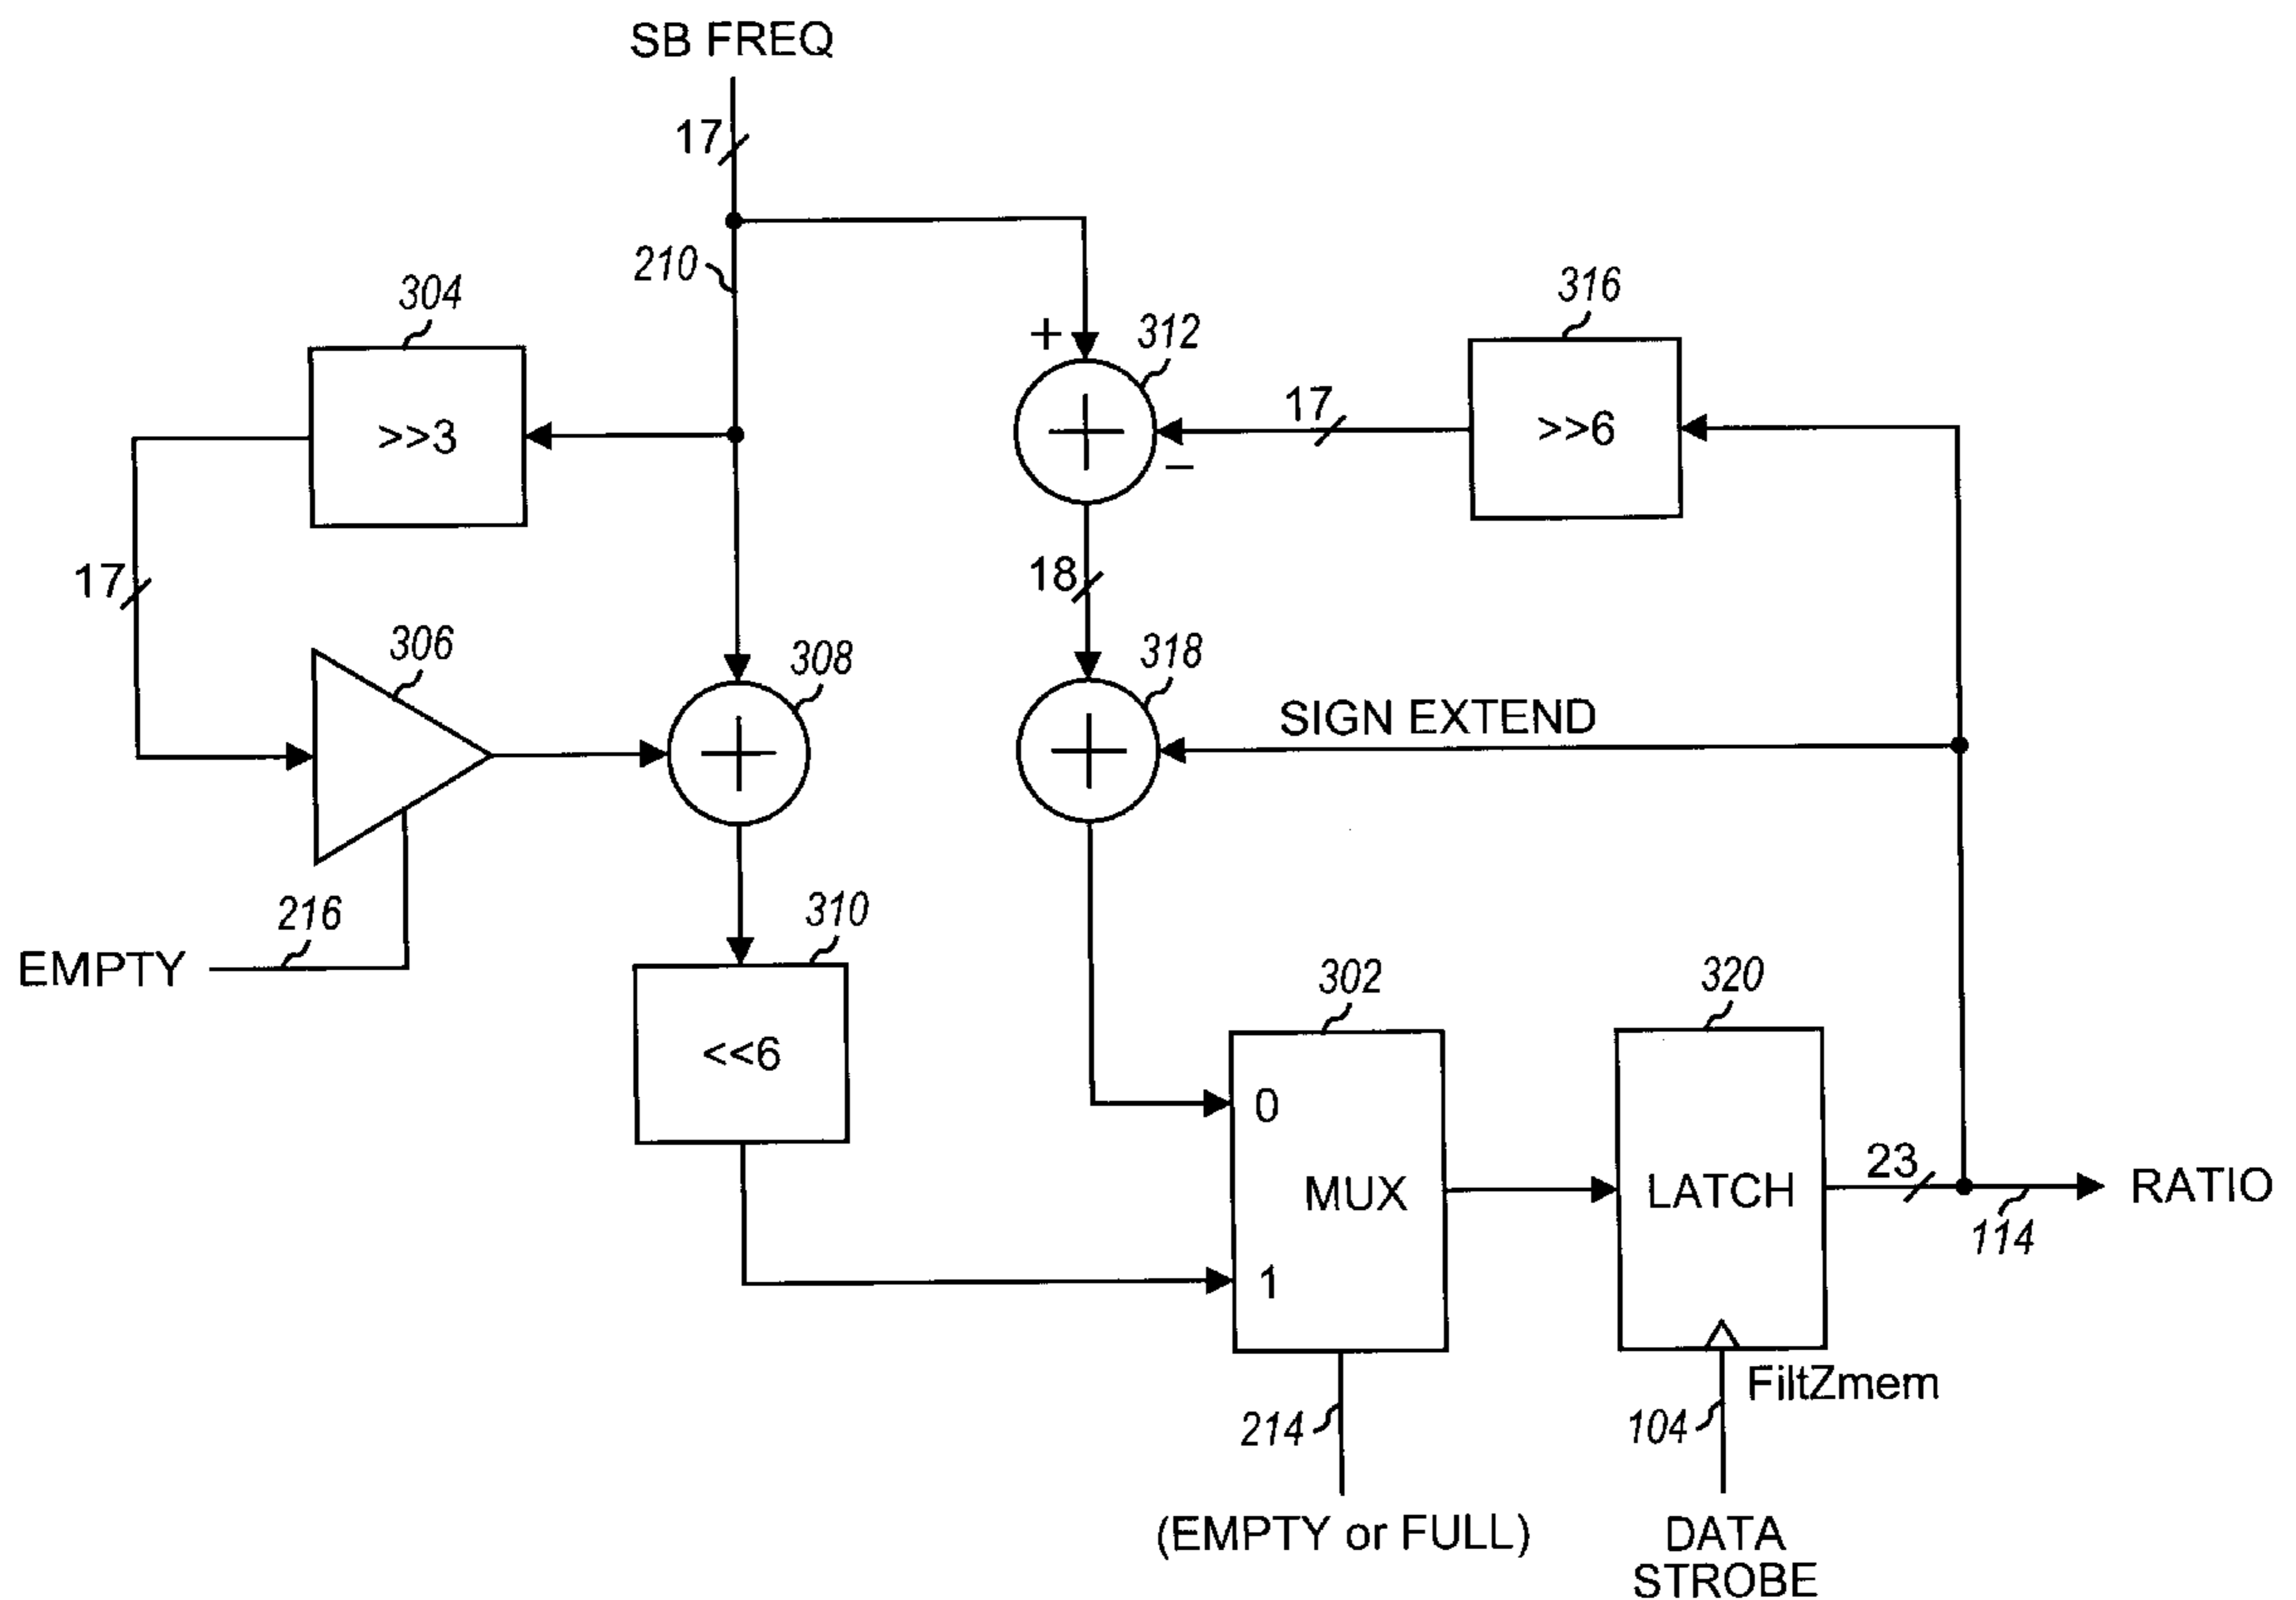 SB FREQ
17
210
304
>>3
+
312
316
17
>>6
−
17
18
306
308
318
SIGN EXTEND
216
EMPTY
310
<<6
302
320
0
MUX
1
LATCH
23
RATIO
114
FiltZmem
214
104
(EMPTY or FULL)
DATA
STROBE